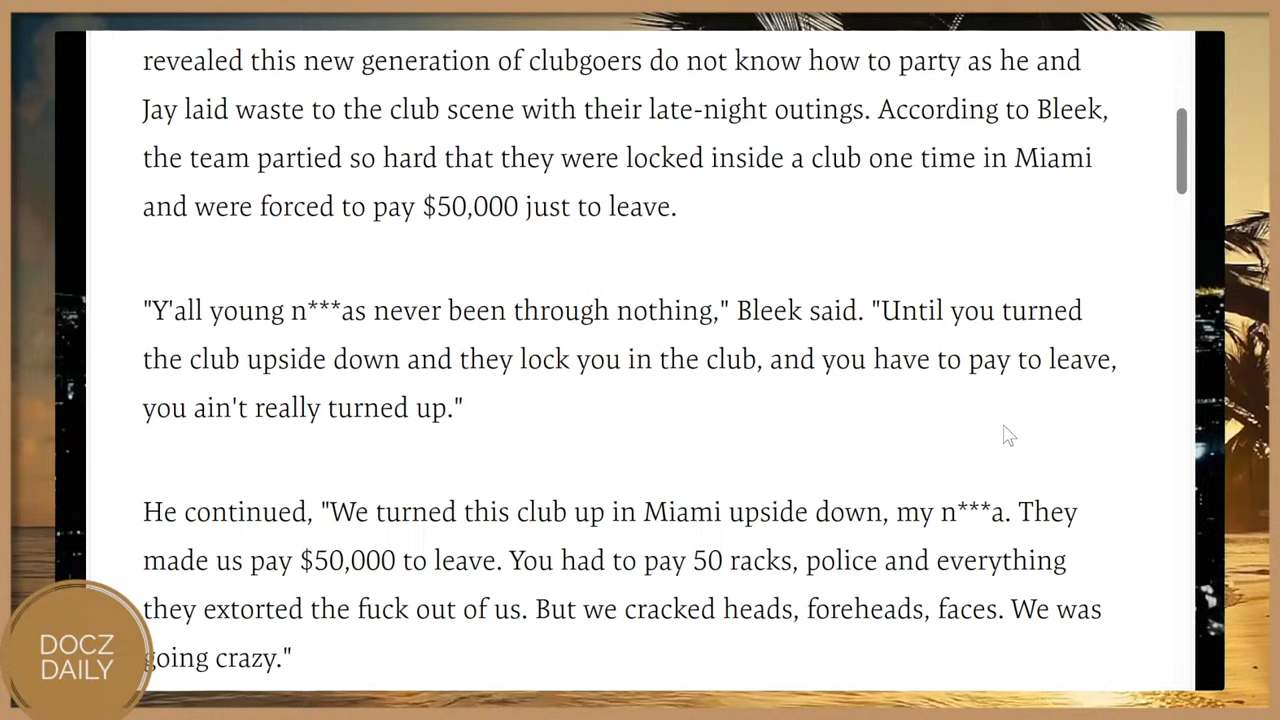 revealed this new generation of clubgoers do not know how to party as he and
Jay laid waste to the club scene with their late-night outings. According to Bleek,
the team partied so hard that they were locked inside a club one time in Miami
and were forced to pay $50,000 just to leave.
"Y'all young n***as never been through nothing," Bleek said. "Until you turned
the club upside down and they lock you in the club, and you have to pay to leave,
you ain't really turned up."
He continued, "We turned this club up in Miami upside down, my n***a. They
made us pay $50,000 to leave. You had to pay 50 racks, police and everything
they extorted the fuck out of us. But we cracked heads, foreheads, faces. We was
going crazy."
DOCZ
DAILY